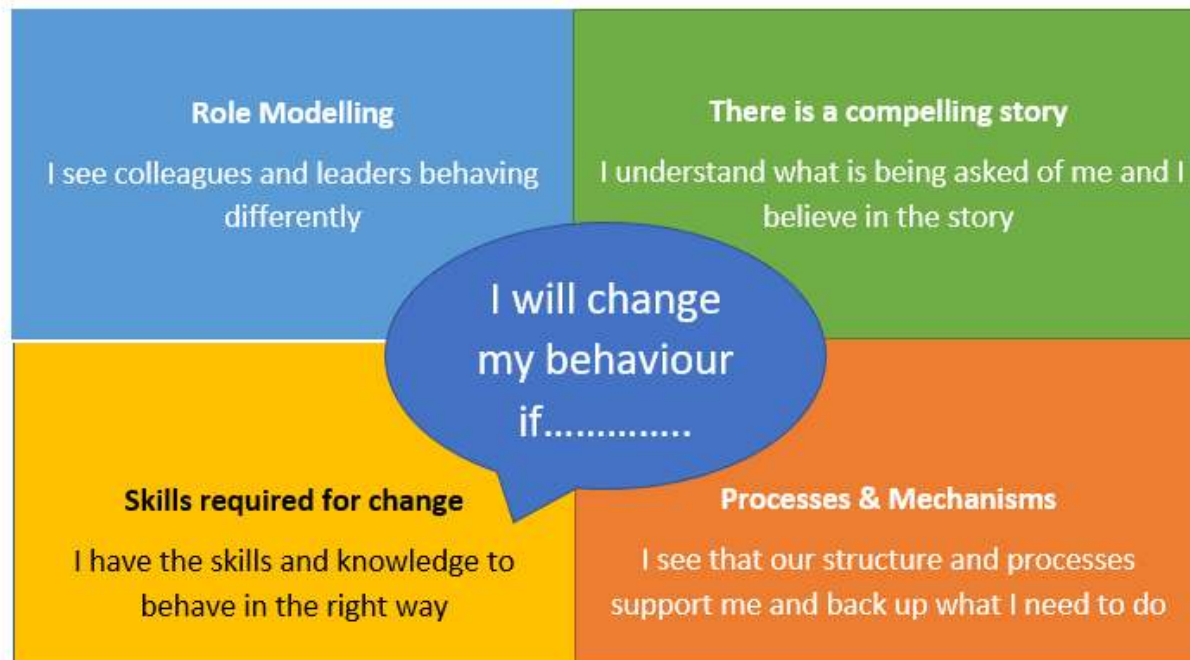 Role Modelling
I see colleagues and leaders behaving
differently
There is a compelling story
I understand what is being asked of me and I
believe in the story
I will change
my behaviour
if..............
Skills required for change
I have the skills and knowledge to
behave in the right way
Processes & Mechanisms
I see that our structure and processes
support me and back up what I need to do